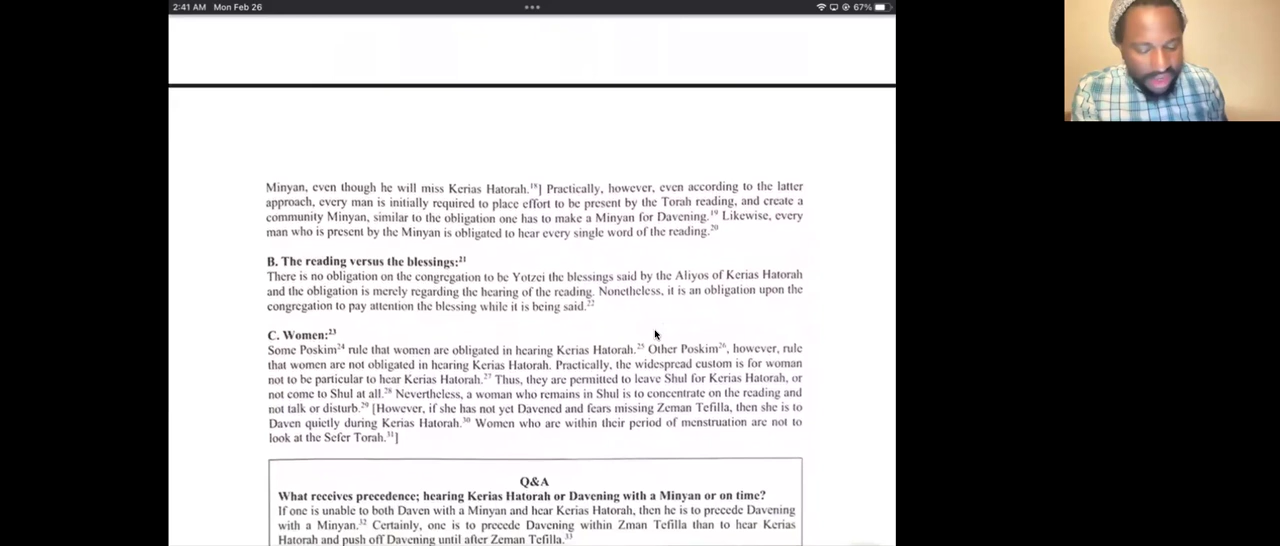 2:41 AM Mon Feb 26
67%
Minyan, even though he will miss Kerias Hatorah.¹⁸] Practically, however, even according to the latter
approach, every man is initially required to place effort to be present by the Torah reading, and create a
community Minyan, similar to the obligation one has to make a Minyan for Davening.¹⁹ Likewise, every
man who is present by the Minyan is obligated to hear every single word of the reading.²⁰
B. The reading versus the blessings:²¹
There is no obligation on the congregation to be Yotzei the blessings said by the Aliyos of Kerias Hatorah
and the obligation is merely regarding the hearing of the reading. Nonetheless, it is an obligation upon the
congregation to pay attention the blessing while it is being said.²²
C. Women:²³
Some Poskim²⁴ rule that women are obligated in hearing Kerias Hatorah.²⁵ Other Poskim²⁶, however, rule
that women are not obligated in hearing Kerias Hatorah. Practically, the widespread custom is for woman
not to be particular to hear Kerias Hatorah.²⁷ Thus, they are permitted to leave Shul for Kerias Hatorah, or
not come to Shul at all.²⁸ Nevertheless, a woman who remains in Shul is to concentrate on the reading and
not talk or disturb.²⁹ [However, if she has not yet Davened and fears missing Zeman Tefilla, then she is to
Daven quietly during Kerias Hatorah.³⁰ Women who are within their period of menstruation are not to
look at the Sefer Torah.³¹]
Q&A
What receives precedence; hearing Kerias Hatorah or Davening with a Minyan or on time?
If one is unable to both Daven with a Minyan and hear Kerias Hatorah, then he is to precede Davening
with a Minyan.³² Certainly, one is to precede Davening within Zman Tefilla than to hear Kerias
Hatorah and push off Davening until after Zeman Tefilla.³³